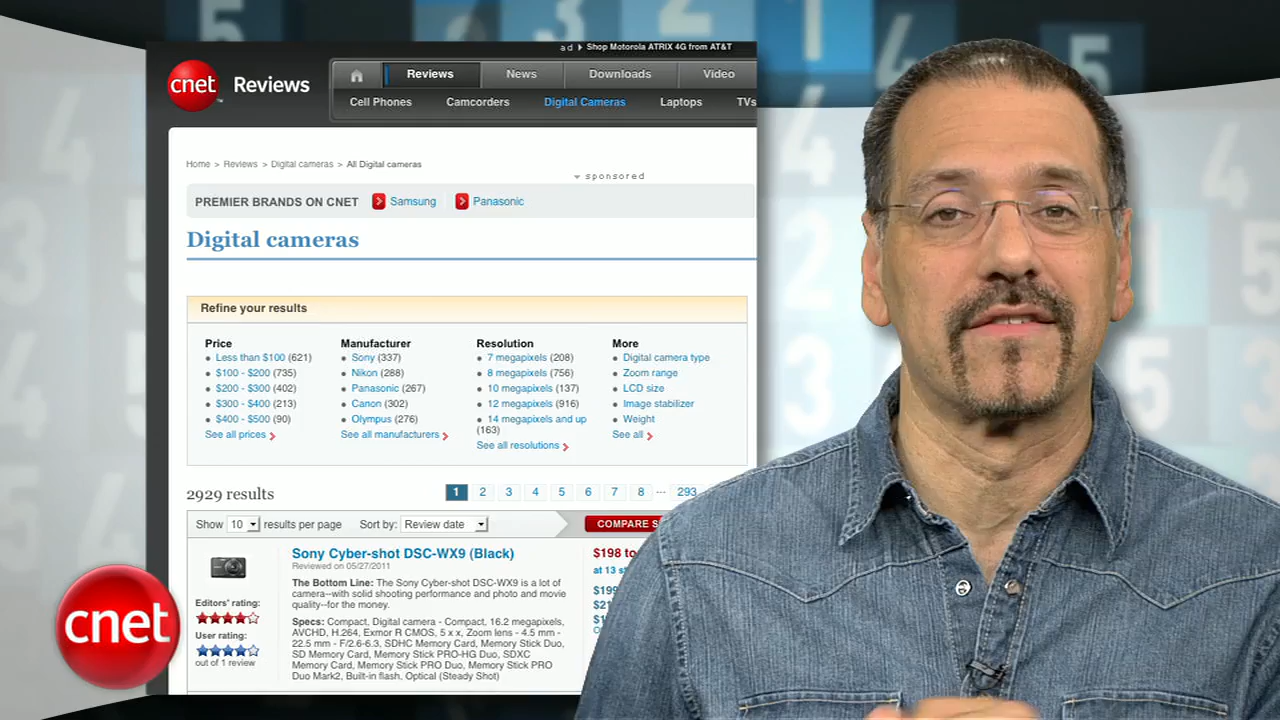 ad Shop Motorola ATRIX 4G from AT&T
cnet Reviews
Reviews News Downloads Video
Cell Phones Camcorders Digital Cameras Laptops TVs
Home > Reviews > Digital cameras > All Digital cameras
sponsored
PREMIER BRANDS ON CNET Samsung Panasonic
Digital cameras
Refine your results
Price Manufacturer Resolution More
Less than $100 (621) Sony (337) 7 megapixels (208) Digital camera type
$100 - $200 (735) Nikon (288) 8 megapixels (756) Zoom range
$200 - $300 (402) Panasonic (267) 10 megapixels (137) LCD size
$300 - $400 (213) Canon (302) 12 megapixels (916) Image stabilizer
$400 - $500 (90) Olympus (276) 14 megapixels and up Weight
(163)
See all prices See all manufacturers See all resolutions See all
2929 results 1 2 3 4 5 6 7 8 ... 293
Show 10 results per page Sort by: Review date COMPARE S
Sony Cyber-shot DSC-WX9 (Black) $198 to
Reviewed on 05/27/2011 at 13 st
The Bottom Line: The Sony Cyber-shot DSC-WX9 is a lot of
camera--with solid shooting performance and photo and movie
quality--for the money.
Editors' rating:
User rating:
out of 1 review
Specs: Compact, Digital camera - Compact, 16.2 megapixels,
AVCHD, H.264, Exmor R CMOS, 5 x x, Zoom lens - 4.5 mm -
22.5 mm - F/2.6-6.3, SDHC Memory Card, Memory Stick Duo,
SD Memory Card, Memory Stick PRO-HG Duo, SDXC
Memory Card, Memory Stick PRO Duo, Memory Stick PRO
Duo Mark2, Built-in flash, Optical (Steady Shot)
cnet